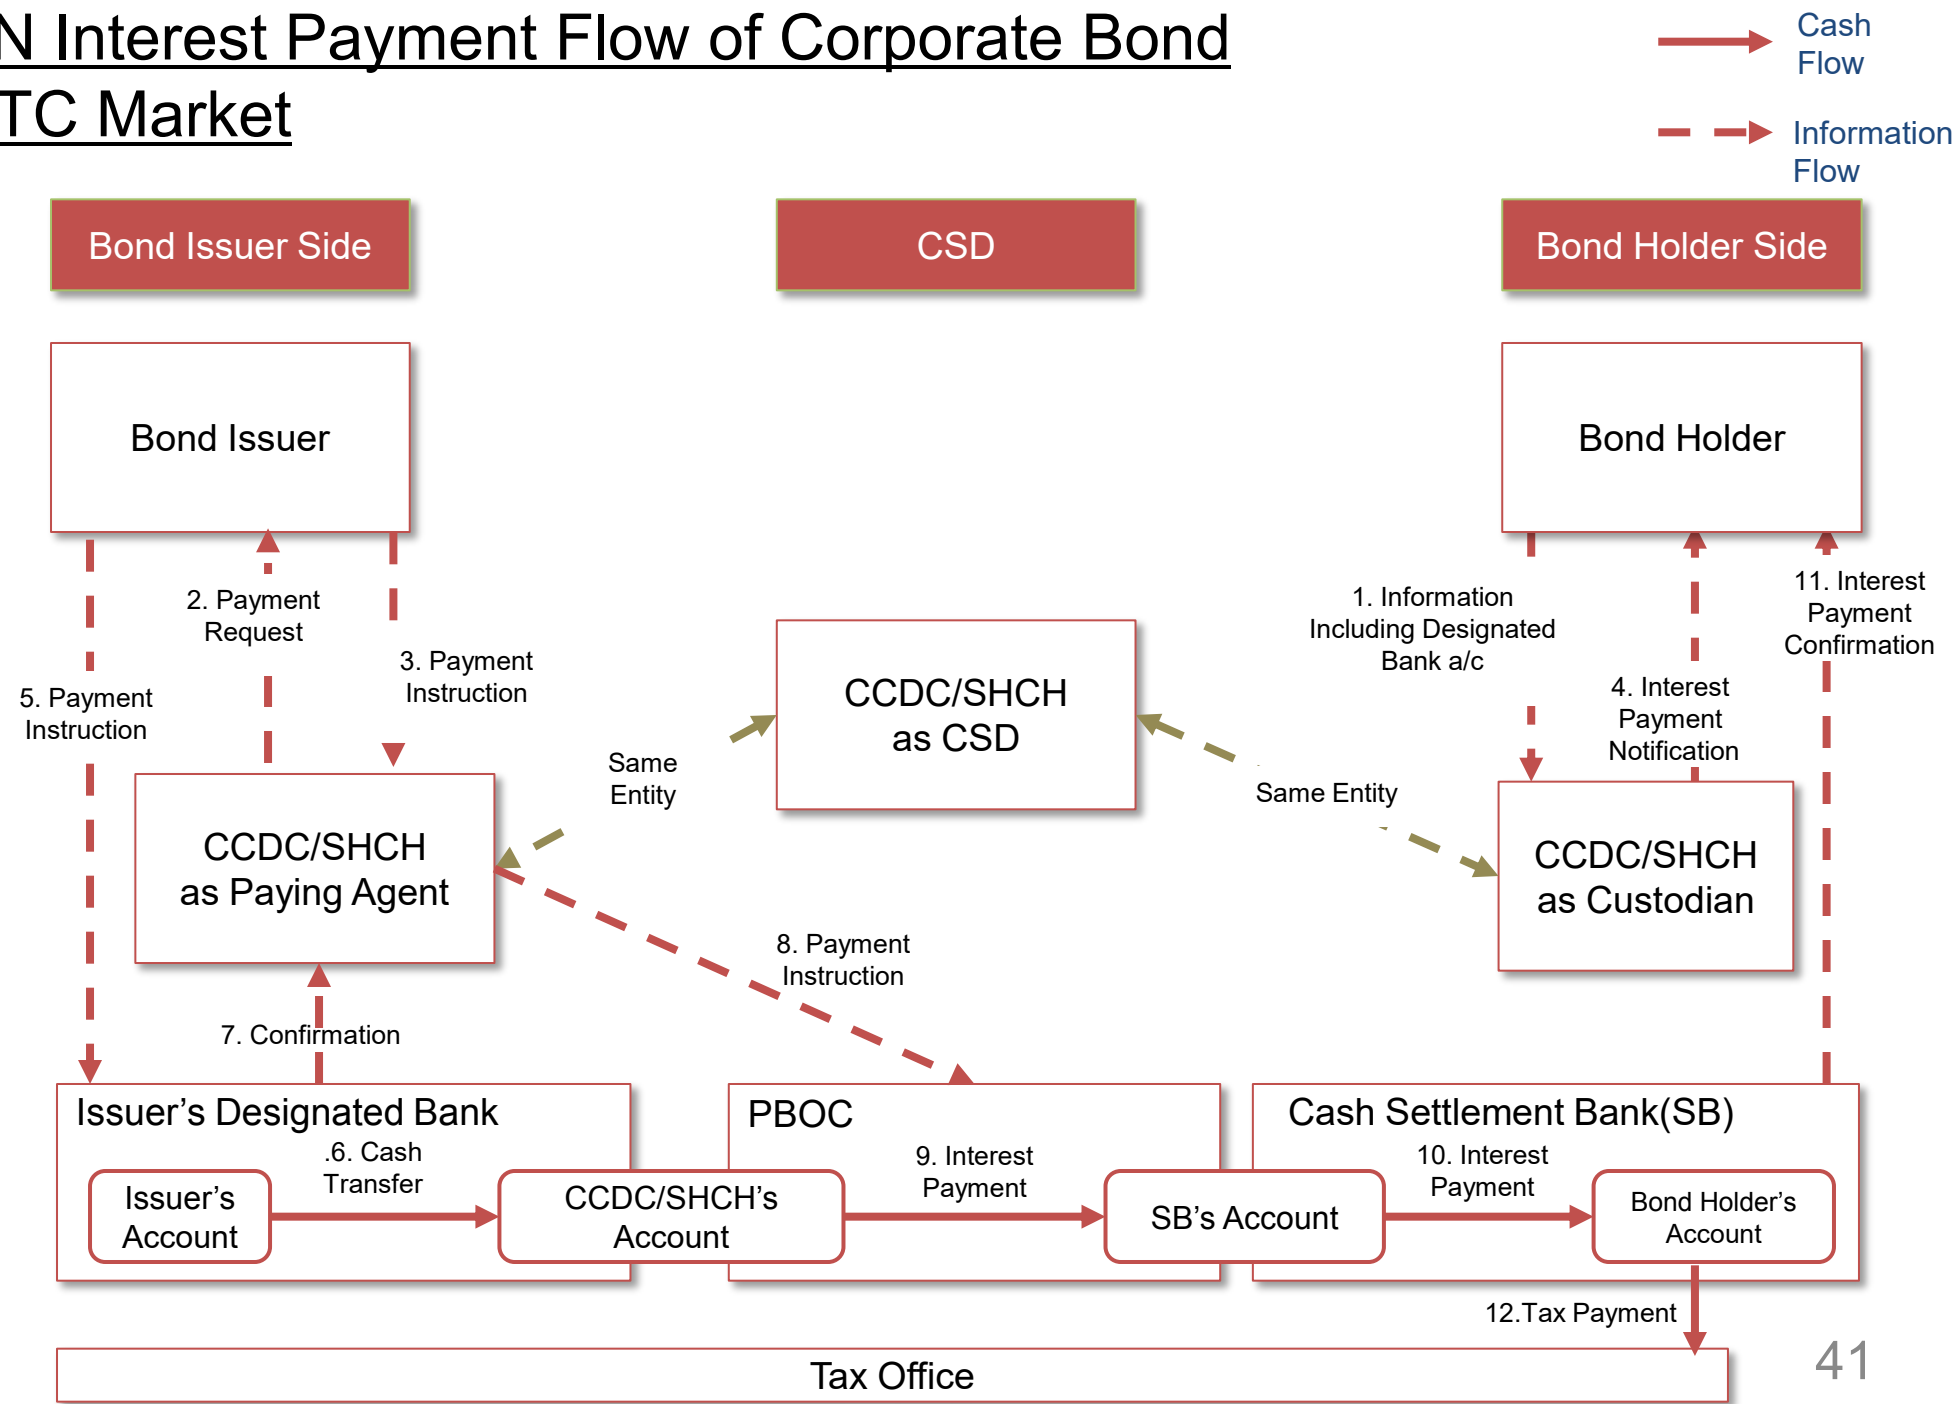 N Interest Payment Flow of Corporate Bond
TC Market
Cash
Flow
Information
Flow
Bond Issuer Side
CSD
Bond Holder Side
Bond Issuer
Bond Holder
2. Payment
Request
3. Payment
Instruction
5. Payment
Instruction
1. Information
Including Designated
Bank a/c
11. Interest
Payment
Confirmation
4. Interest
Payment
Notification
CCDC/SHCH
as CSD
Same
Entity
Same Entity
CCDC/SHCH
as Paying Agent
CCDC/SHCH
as Custodian
8. Payment
Instruction
7. Confirmation
Issuer’s Designated Bank
PBOC
Cash Settlement Bank(SB)
.6. Cash
Transfer
9. Interest
Payment
10. Interest
Payment
Issuer’s
Account
CCDC/SHCH’s
Account
SB’s Account
Bond Holder’s
Account
12.Tax Payment
Tax Office
41